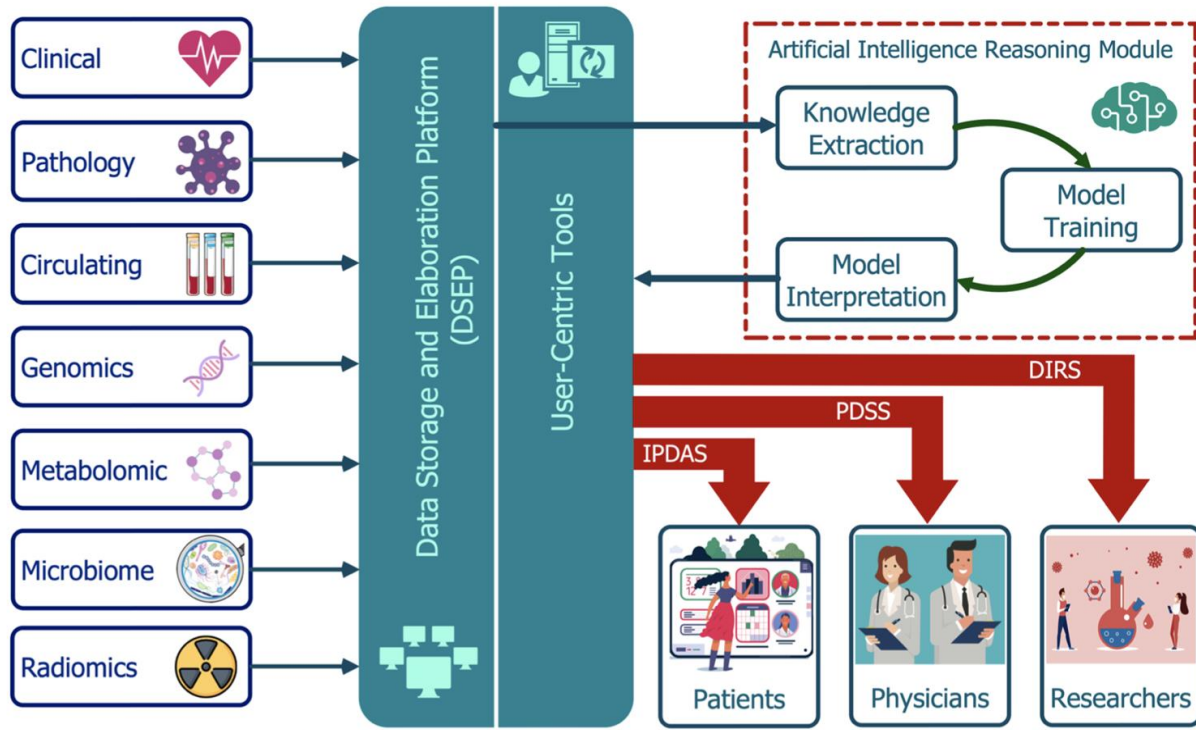 Clinical
Pathology
Circulating
Genomics
Metabolomic
Microbiome
Radiomics
Data Storage and Elaboration Platform
(DSEP)
User-Centric Tools
Artificial Intelligence Reasoning Module
Knowledge
Extraction
Model
Training
Model
Interpretation
DIRS
PDSS
IPDAS
Patients
Physicians
Researchers